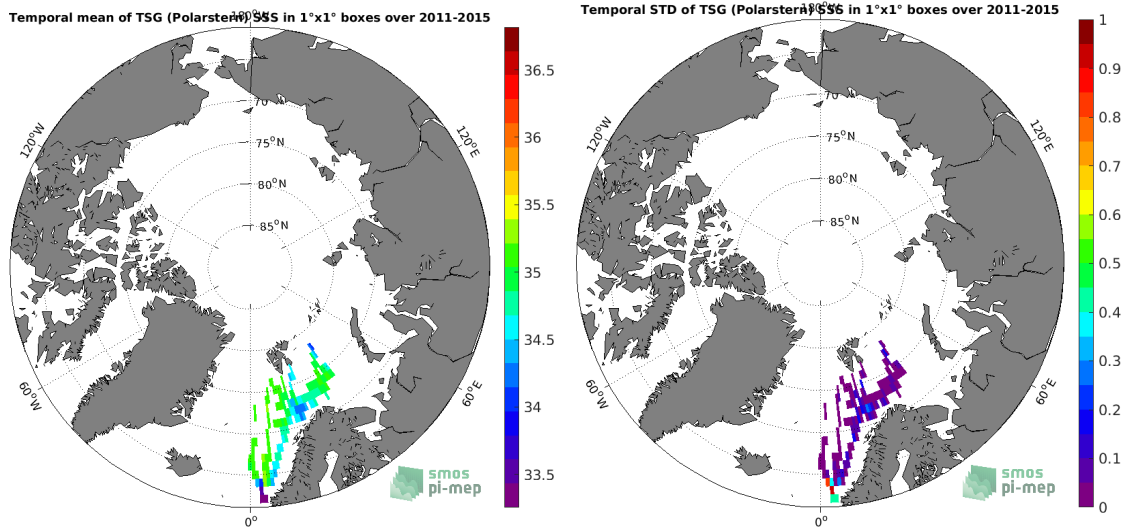 Temporal mean of TSG (Polarstern) SSS in 1°x1° boxes over 2011-2015
180°W
120°W
120°E
70
75°N
80°N
85°N
60°W
60°E
0°
36.5
36
35.5
35
34.5
34
33.5
smos
pi-mep
Temporal STD of TSG (Polarstern) SSS in 1°x1° boxes over 2011-2015
180°W
120°W
120°E
70
75°N
80°N
85°N
60°W
60°E
0°
1
0.9
0.8
0.7
0.6
0.5
0.4
0.3
0.2
0.1
0
smos
pi-mep